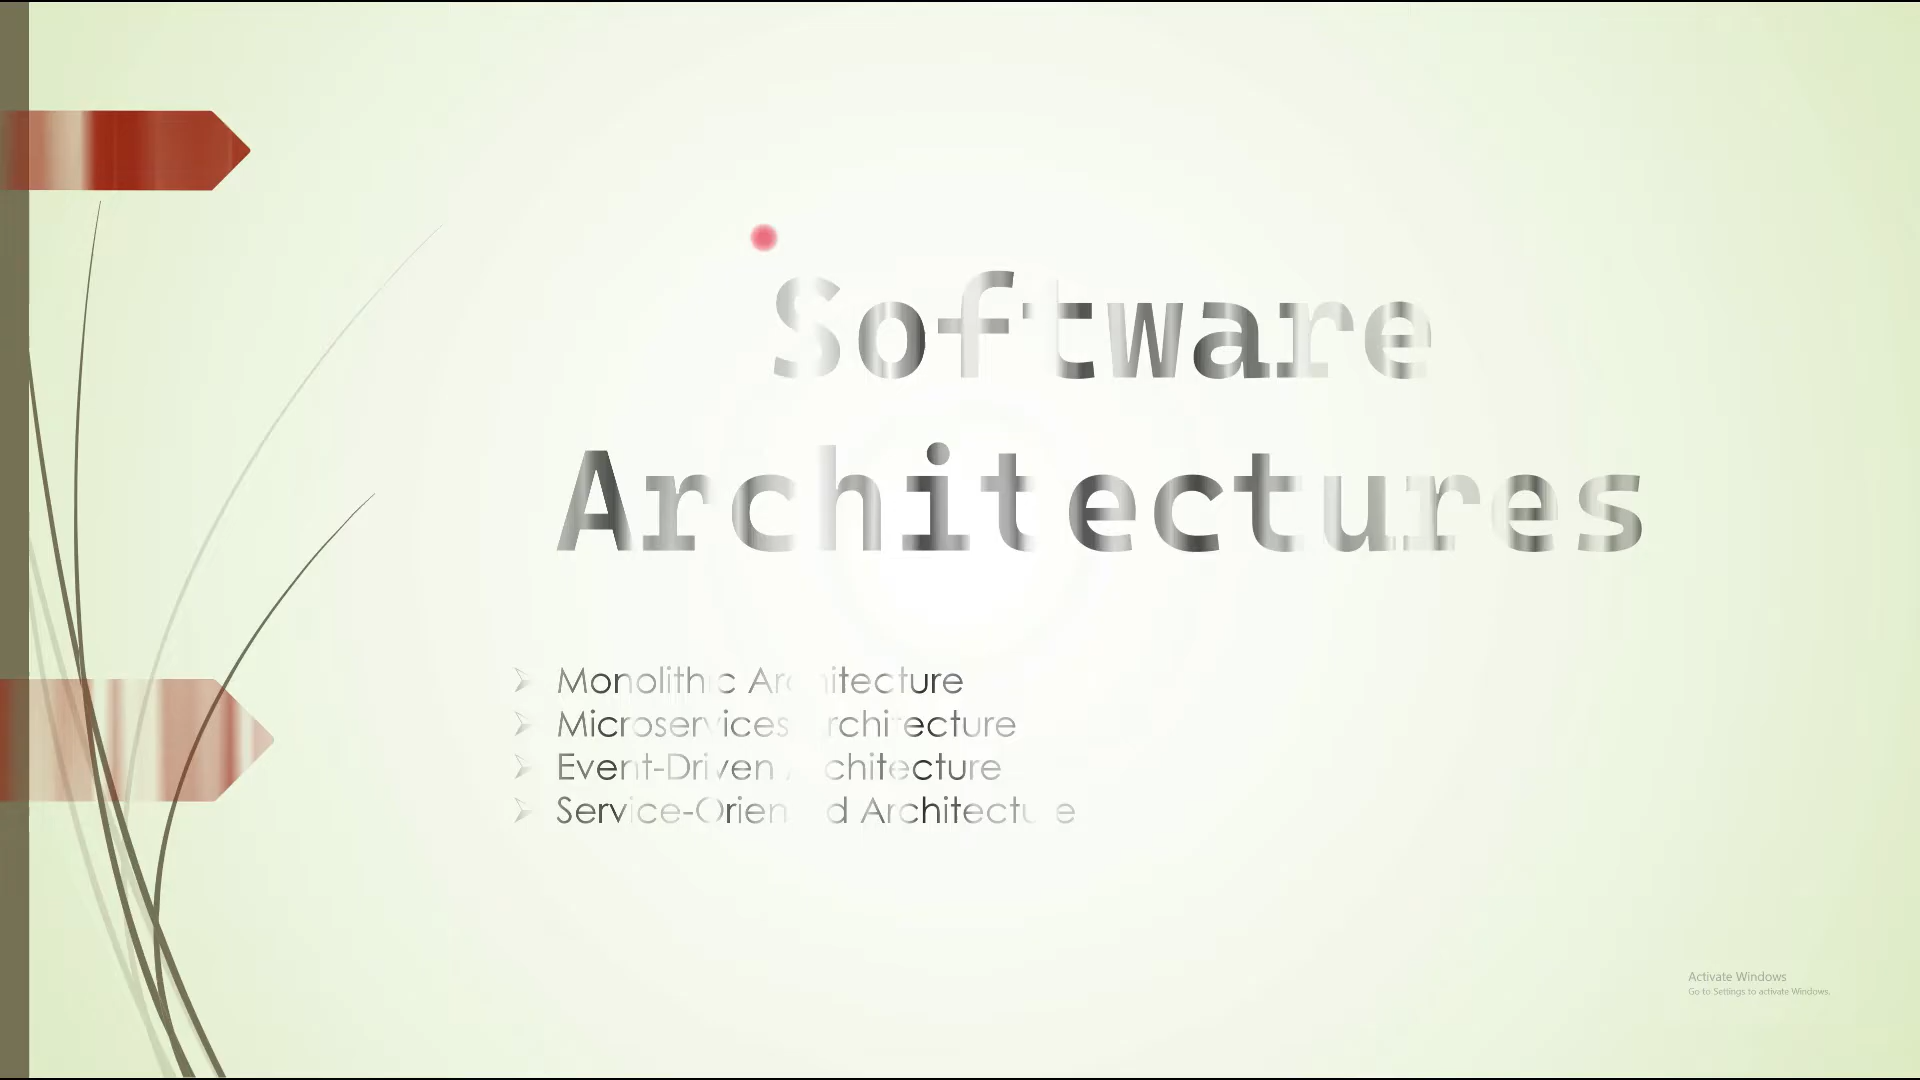 Software
Architectures
Monolithic Architecture
Microservices Architecture
Event-Driven Architecture
Service-Oriented Architecture
Activate Windows
Go to Settings to activate Windows.